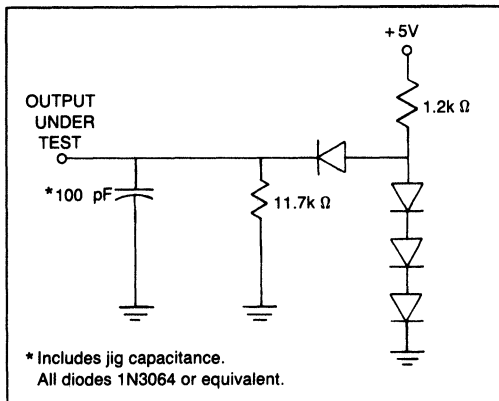 +5V
1.2k Ω
OUTPUT
UNDER
TEST
*100 pF
11.7k Ω
* Includes jig capacitance.
All diodes 1N3064 or equivalent.